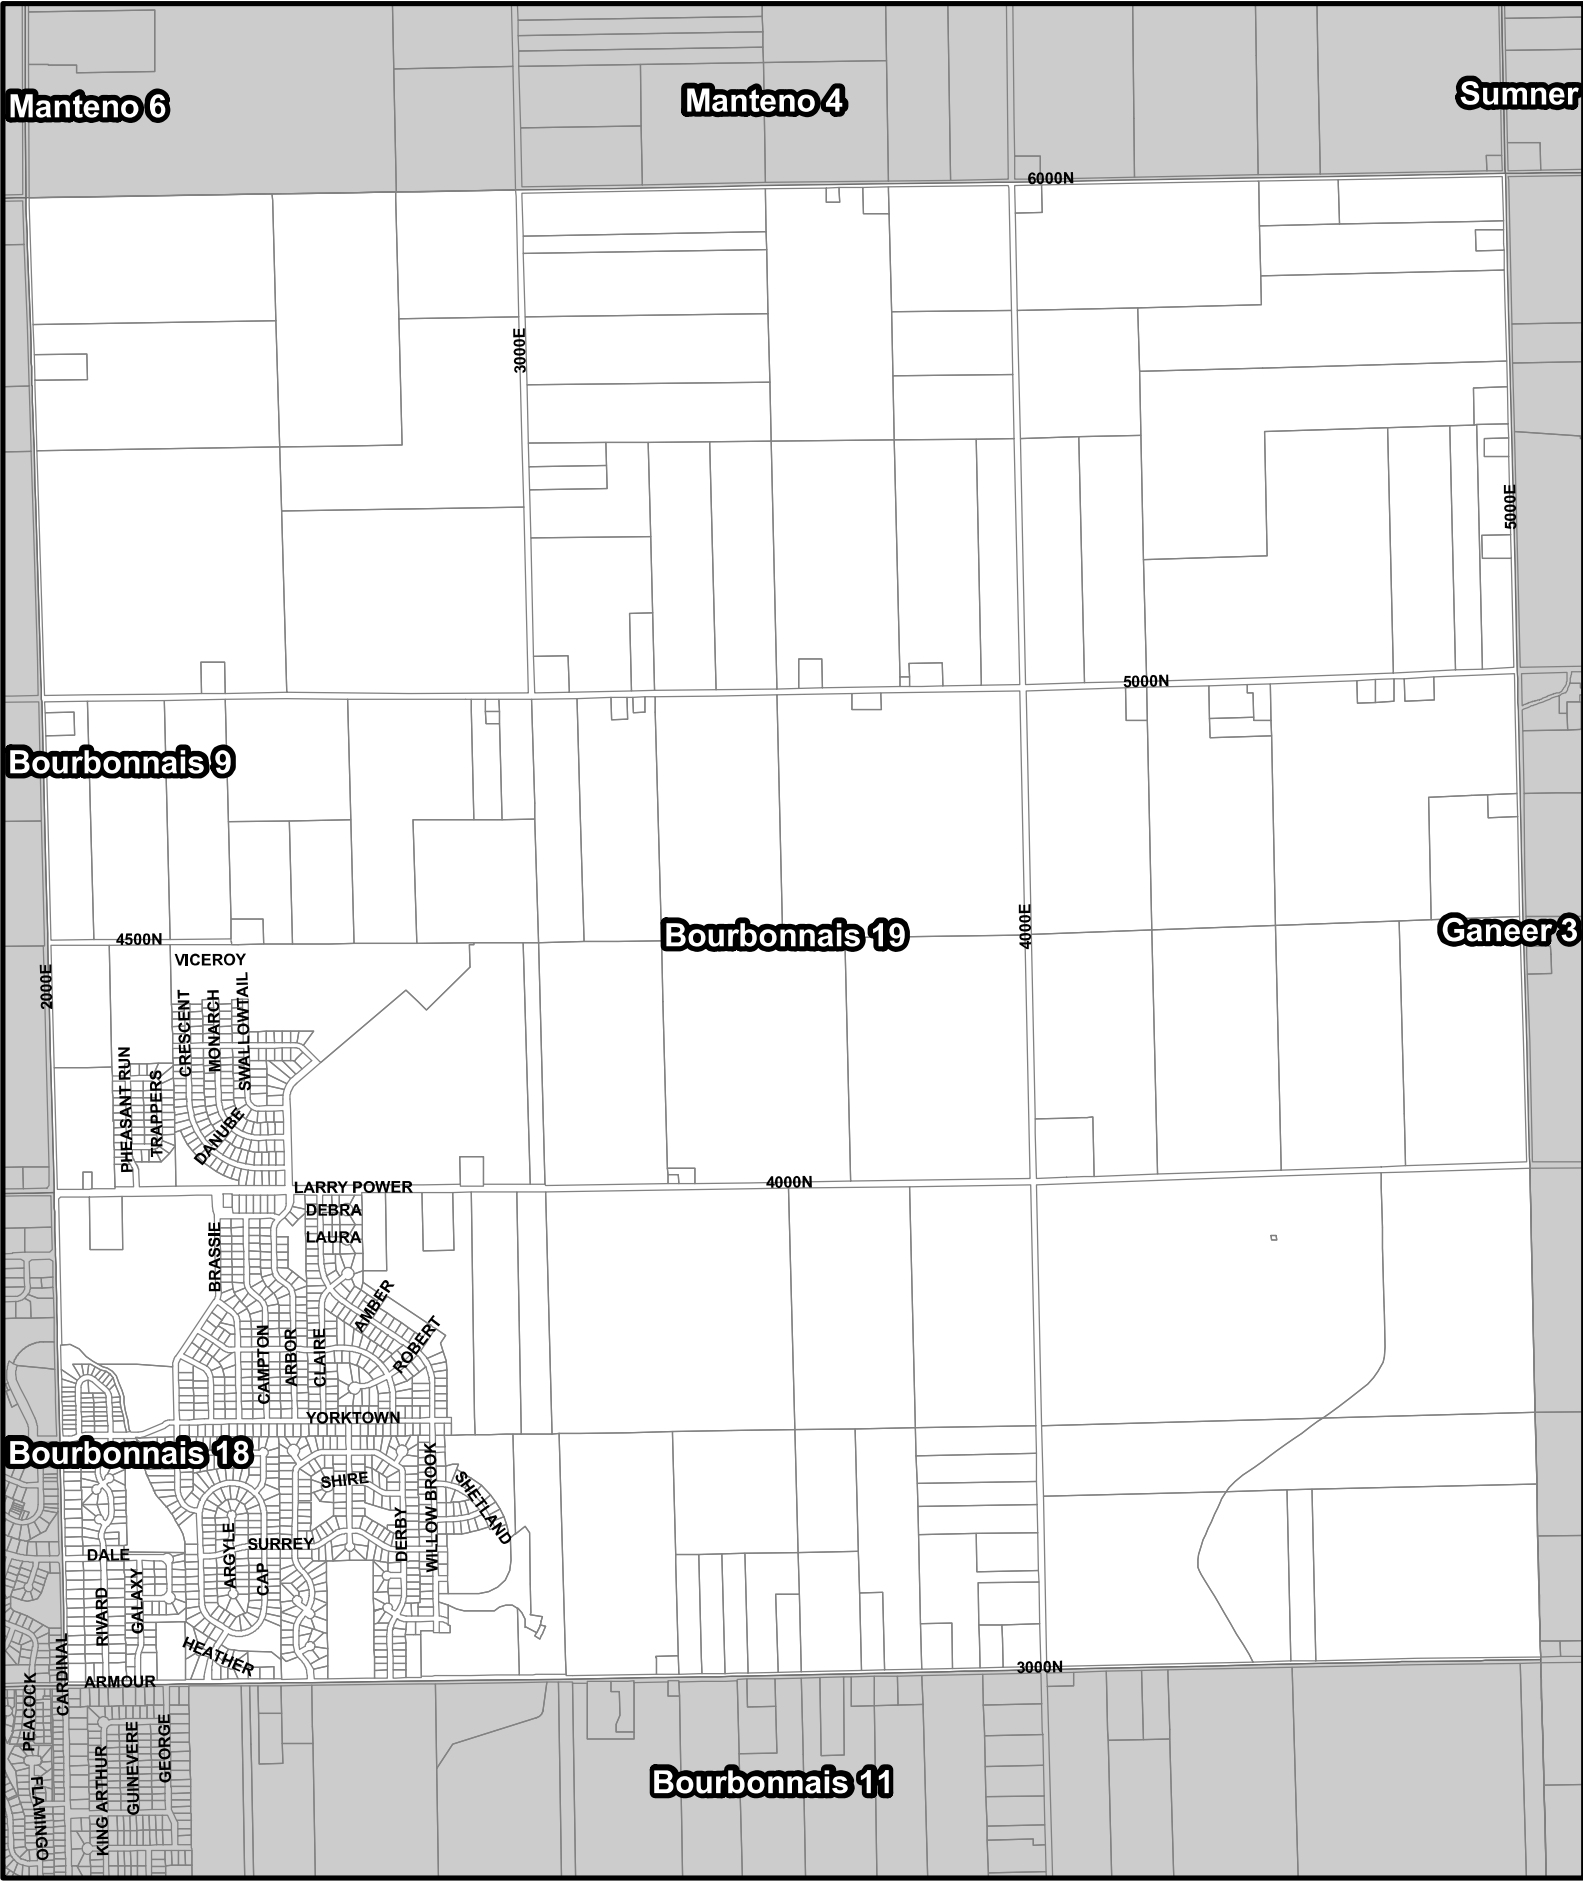 Manteno 6
Manteno 4
Sumner
6000N
3000E
5000E
5000N
Bourbonnais 9
4500N
Bourbonnais 19
4000E
Ganeer 3
2000E
VICEROY
CRESCENT
MONARCH
SWALLOWTAIL
PHEASANT RUN
TRAPPERS
DANUBE
LARRY POWER
4000N
DEBRA
LAURA
BRASSIE
AMBER
ROBERT
CAMPTON
ARBOR
CLAIRE
YORKTOWN
Bourbonnais 18
SHIRE
WILLOW BROOK
SHETLAND
DERBY
ARGYLE
SURREY
CAP
DALE
GALAXY
RIVARD
HEATHER
CARDINAL
ARMOUR
3000N
PEACOCK
KING ARTHUR
GUINEVERE
GEORGE
FLAMINGO
Bourbonnais 11